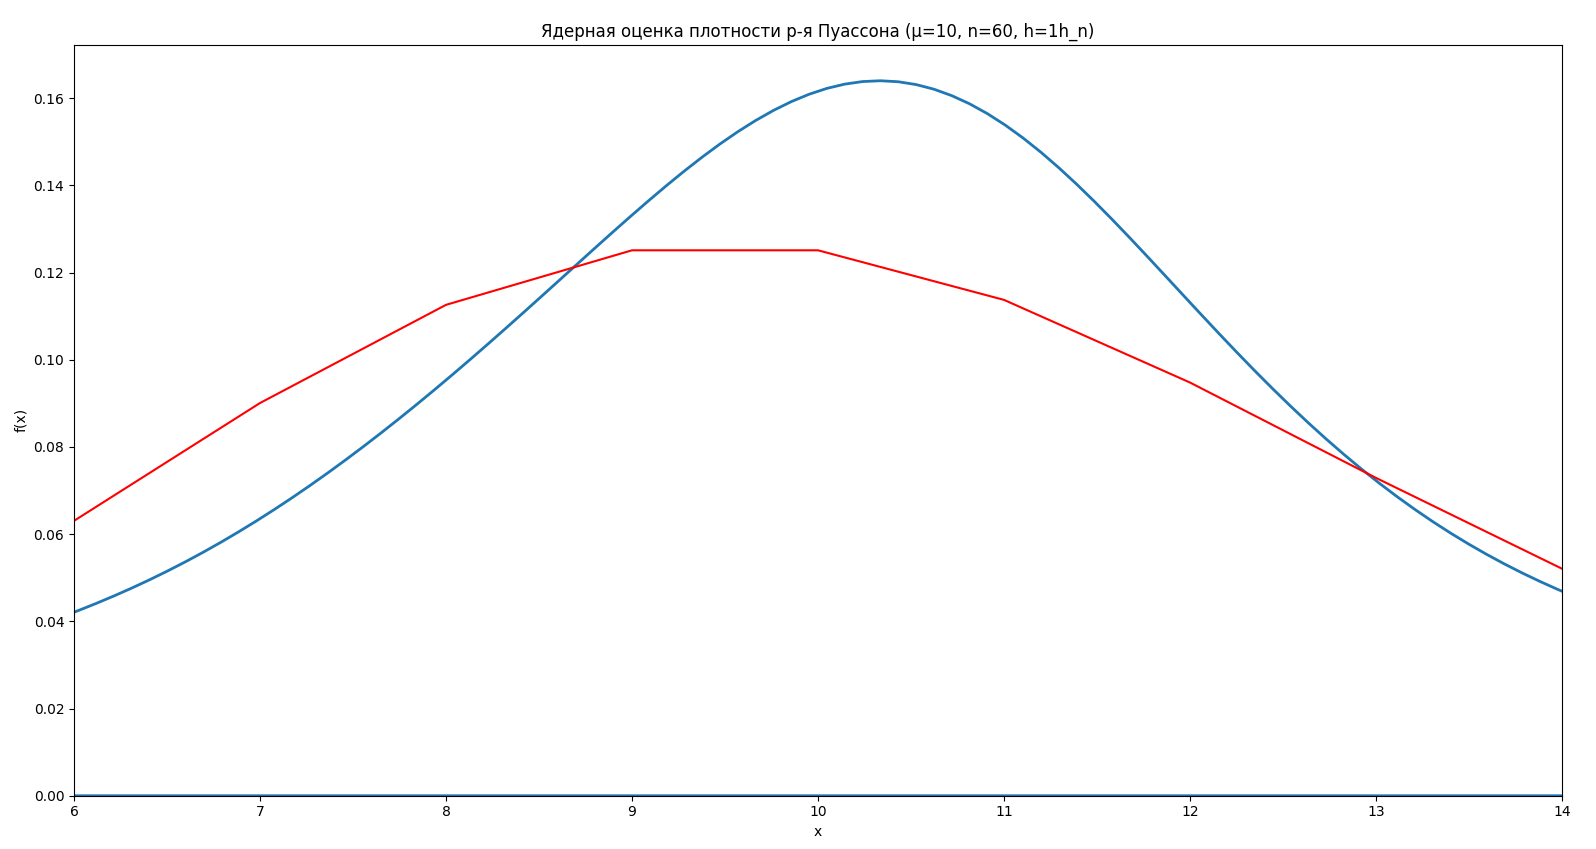 Ядерная оценка плотности р-я Пуассона (μ=10, n=60, h=1h_n)
0.16
0.14
0.12
0.10
0.08
0.06
0.04
0.02
0.00
f(x)
6 7 8 9 10 11 12 13 14
x